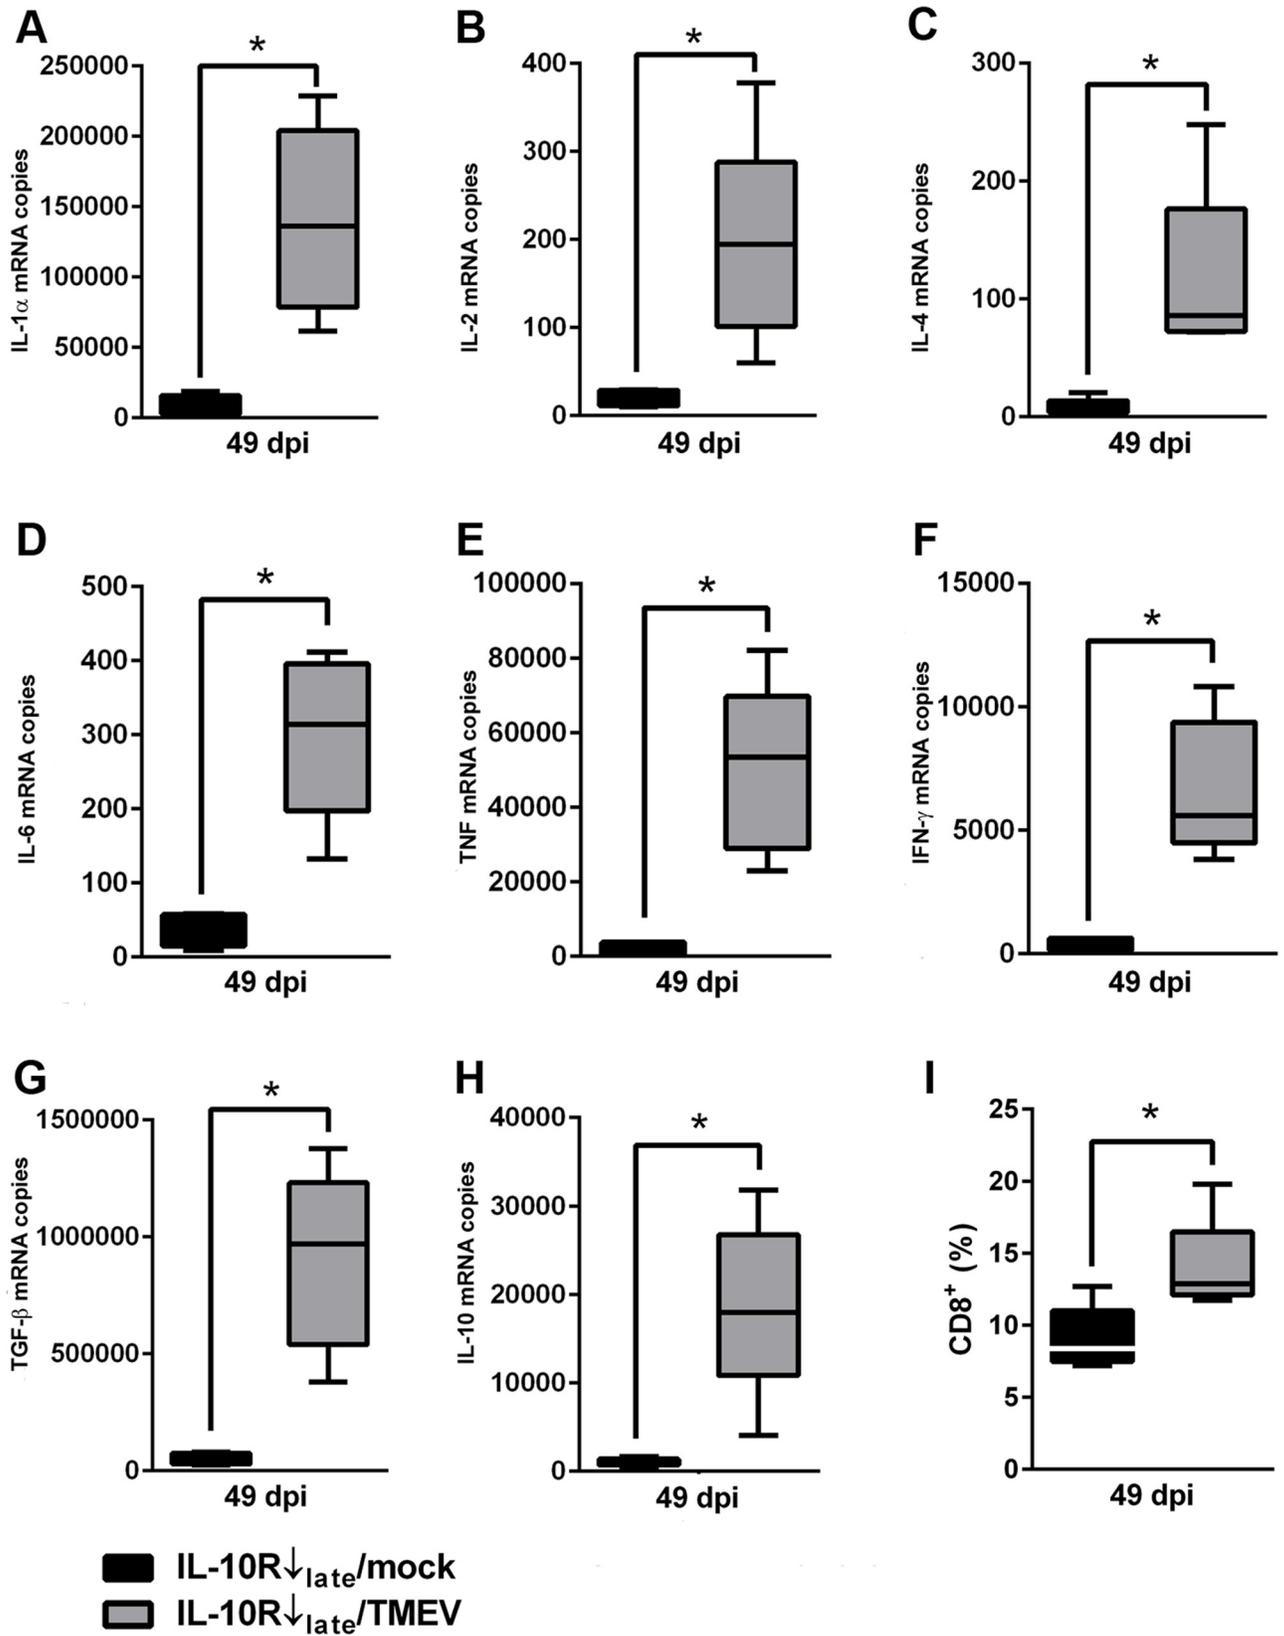 A
*
250000
200000
150000
100000
50000
0
IL-1α mRNA copies
49 dpi
B
*
400
300
200
100
0
IL-2 mRNA copies
49 dpi
C
*
300
200
100
0
IL-4 mRNA copies
49 dpi
D
*
500
400
300
200
100
0
IL-6 mRNA copies
49 dpi
E
*
100000
80000
60000
40000
20000
0
TNF mRNA copies
49 dpi
F
*
15000
10000
5000
0
IFN-γ mRNA copies
49 dpi
G
*
1500000
1000000
500000
0
TGF-β mRNA copies
49 dpi
H
*
40000
30000
20000
10000
0
IL-10 mRNA copies
49 dpi
I
*
25
20
15
10
5
0
CD8+ (%)
49 dpi
IL-10R↓late/mock
IL-10R↓late/TMEV